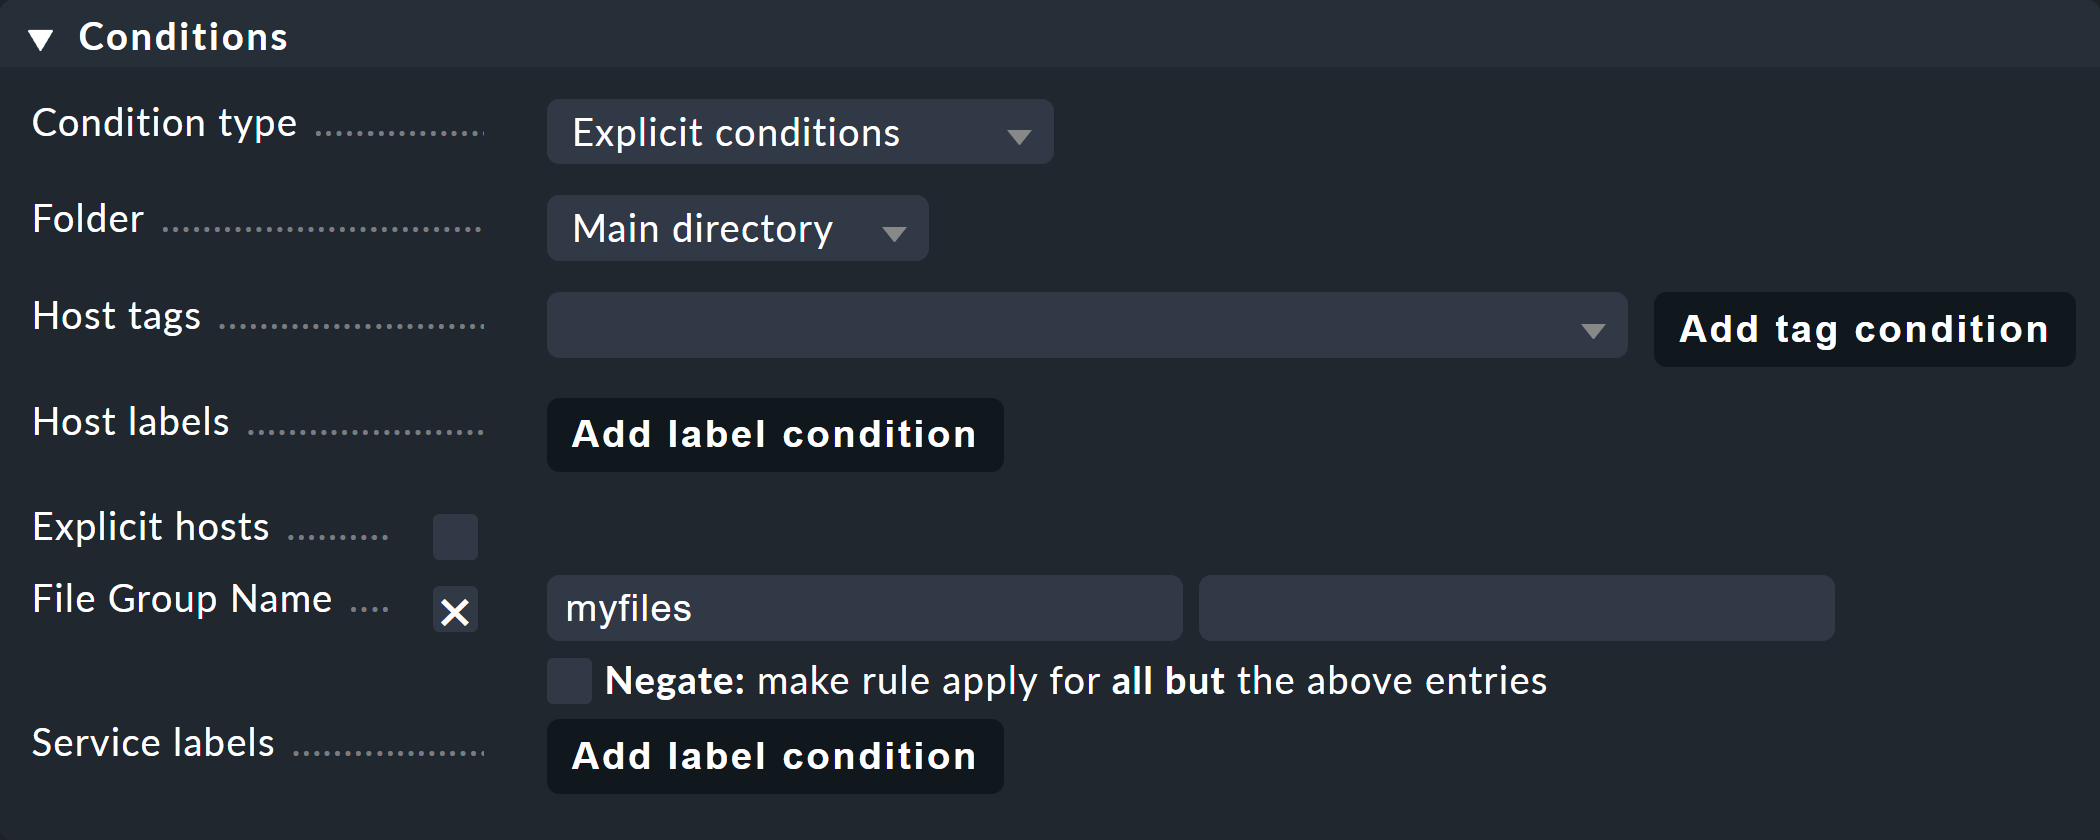 Conditions
Condition type Explicit conditions
Folder Main directory
Host tags Add tag condition
Host labels Add label condition
Explicit hosts
File Group Name myfiles
Negate: make rule apply for all but the above entries
Service labels Add label condition